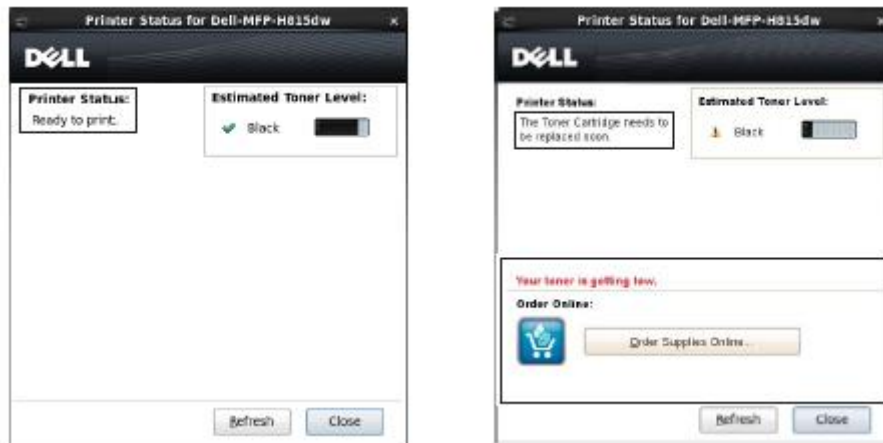 Printer Status for Dell-MFP-H815dw
DELL
Printer Status:
Ready to print.
Estimated Toner Level:
Black
Refresh
Close
Printer Status for Dell-MFP-H815dw
DELL
Printer Status:
The Toner Cartridge needs to
be replaced soon.
Estimated Toner Level:
Black
Your toner is getting low.
Order Online:
Order Supplies Online...
Refresh
Close